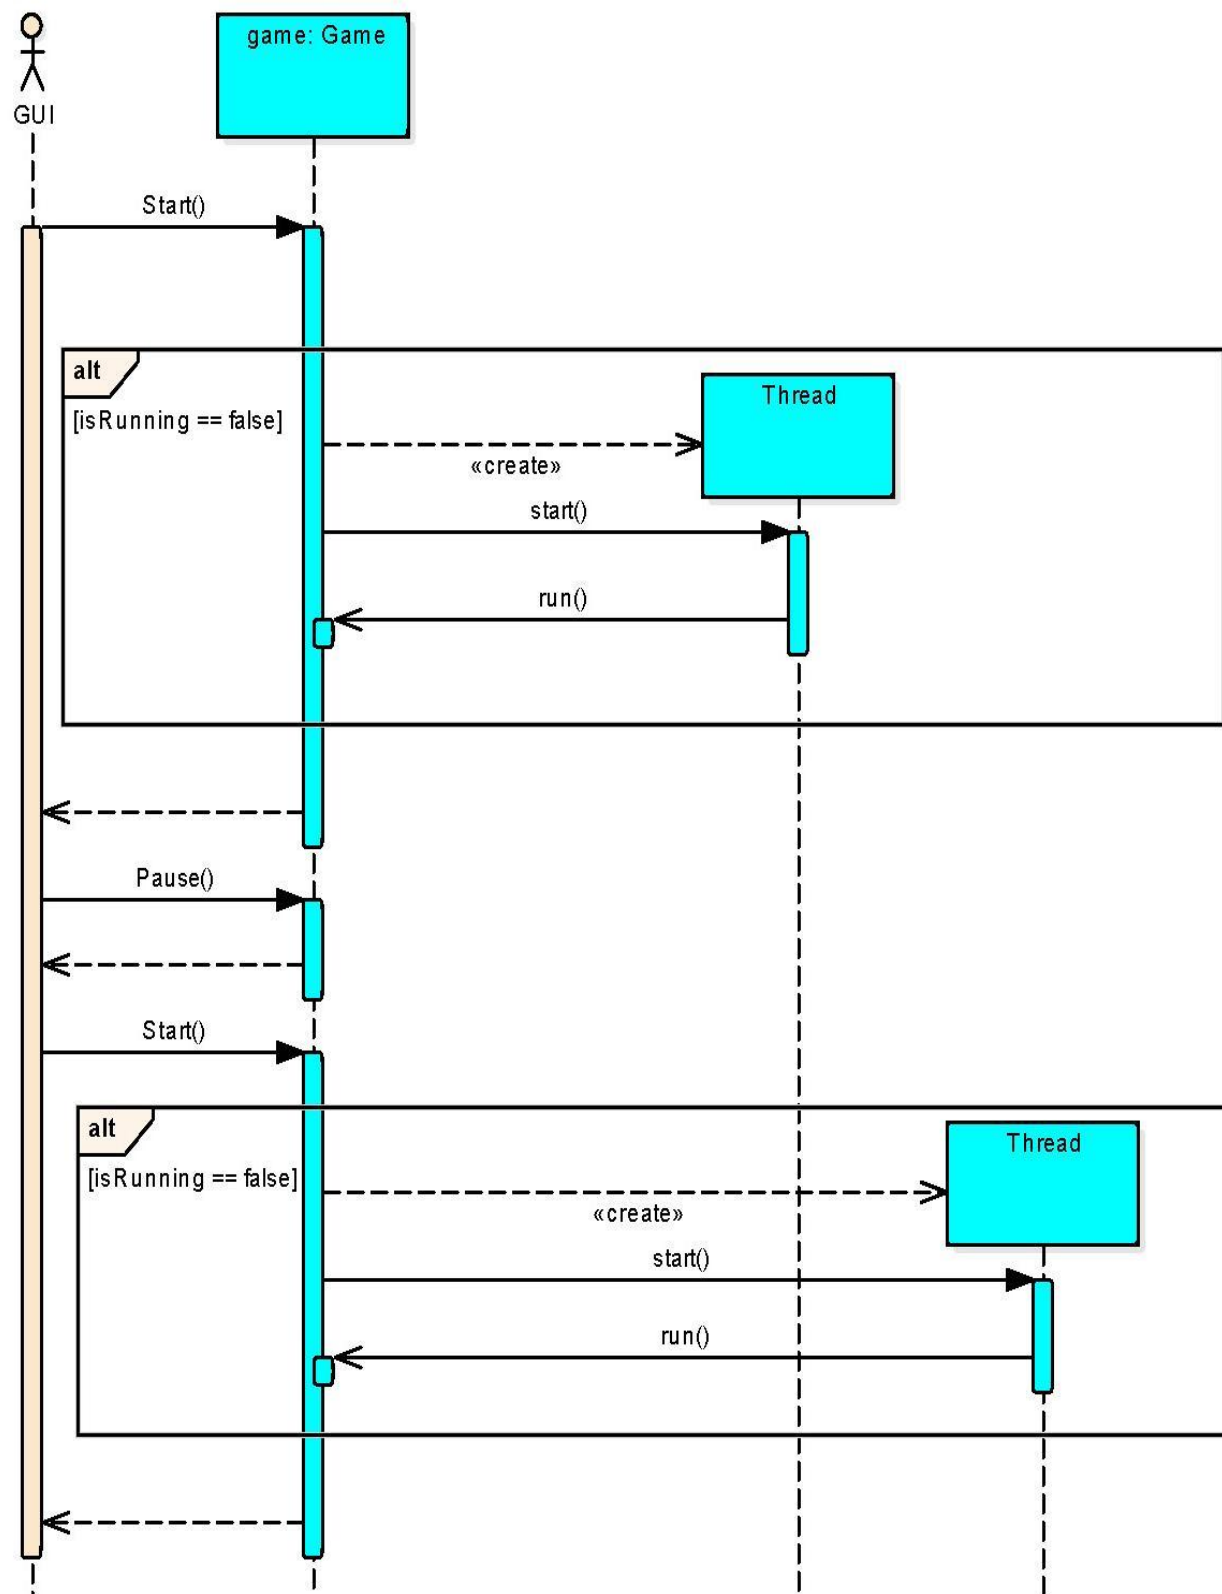 game: Game
GUI
Start()
alt
Thread
[isRunning == false]
«create»
start()
run()
Pause()
Start()
alt
Thread
[isRunning == false]
«create»
start()
run()